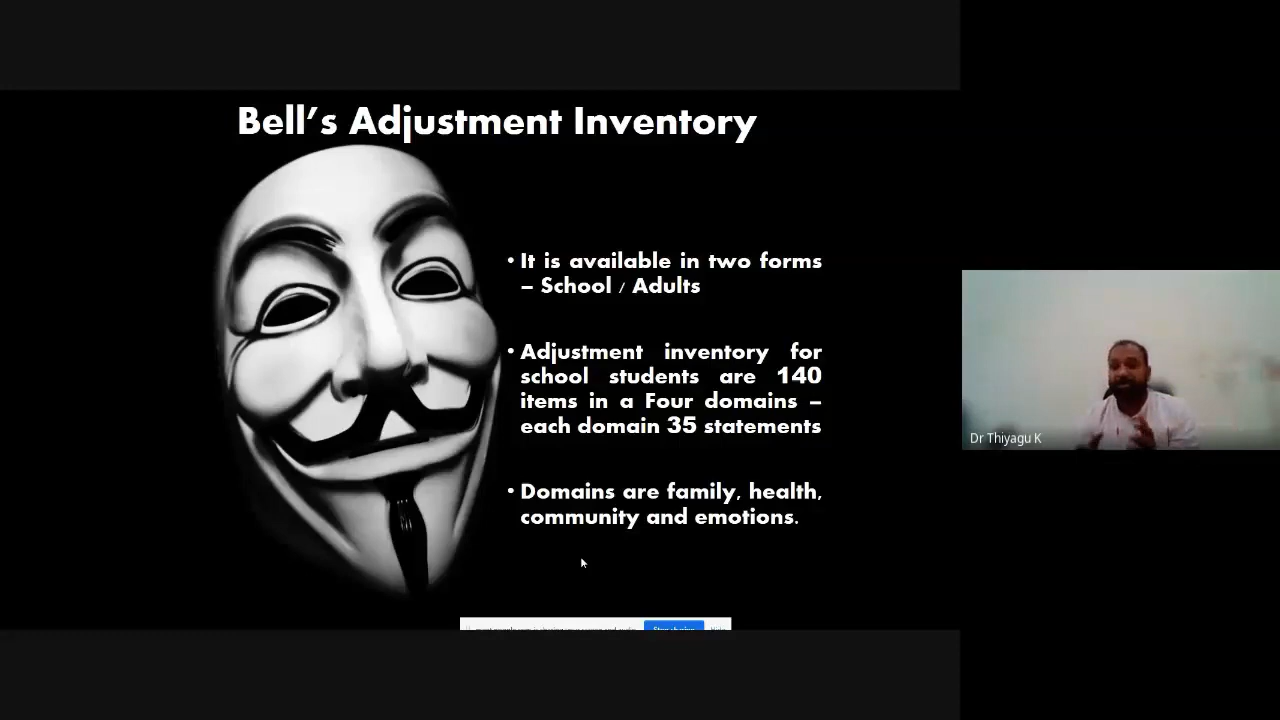 Bell’s Adjustment Inventory
• It is available in two forms
– School / Adults
• Adjustment inventory for
school students are 140
items in a Four domains –
each domain 35 statements
• Domains are family, health,
community and emotions.
Dr Thiyagu K